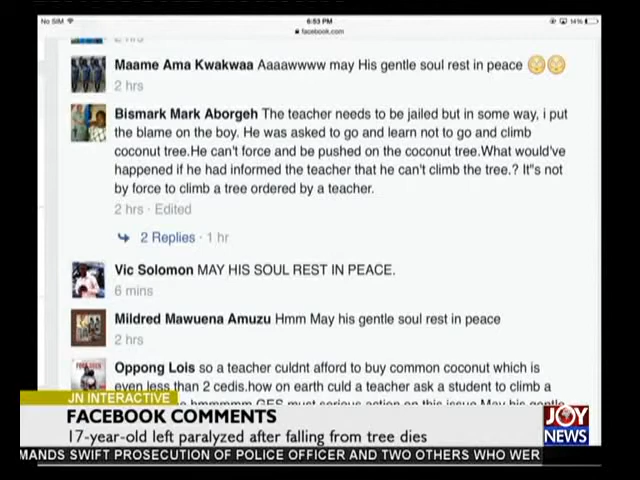 No SIM
6:53 PM
14%
facebook.com
Maame Ama Kwakwaa Aaaawwww may His gentle soul rest in peace
2 hrs
Bismark Mark Aborgeh The teacher needs to be jailed but in some way, i put
the blame on the boy. He was asked to go and learn not to go and climb
coconut tree.He can't force and be pushed on the coconut tree.What would've
happened if he had informed the teacher that he can't climb the tree.? It"s not
by force to climb a tree ordered by a teacher.
2 hrs · Edited
2 Replies · 1 hr
Vic Solomon MAY HIS SOUL REST IN PEACE.
6 mins
Mildred Mawuena Amuzu Hmm May his gentle soul rest in peace
2 hrs
Oppong Lois so a teacher culdnt afford to buy common coconut which is
even less than 2 cedis.how on earth culd a teacher ask a student to climb a
JN INTERACTIVE
FACEBOOK COMMENTS
17-year-old left paralyzed after falling from tree dies
JOY
NEWS
MANDS SWIFT PROSECUTION OF POLICE OFFICER AND TWO OTHERS WHO WER